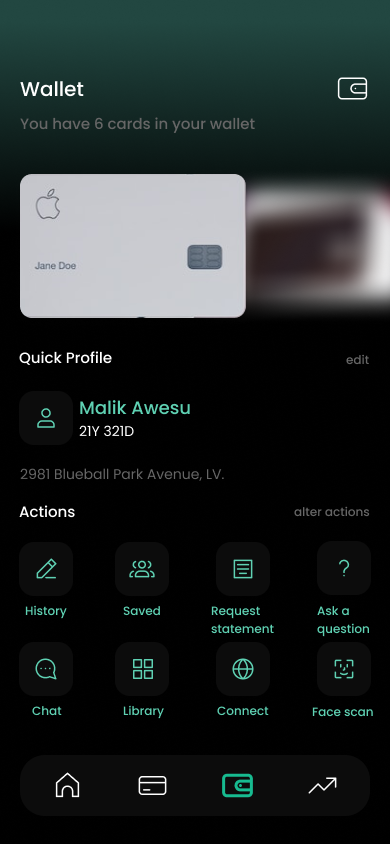 Wallet
You have 6 cards in your wallet
Jane Doe
Quick Profile
edit
Malik Awesu
21Y 321D
2981 Blueball Park Avenue, LV.
Actions
alter actions
History
Saved
Request
statement
Ask a
question
Chat
Library
Connect
Face scan